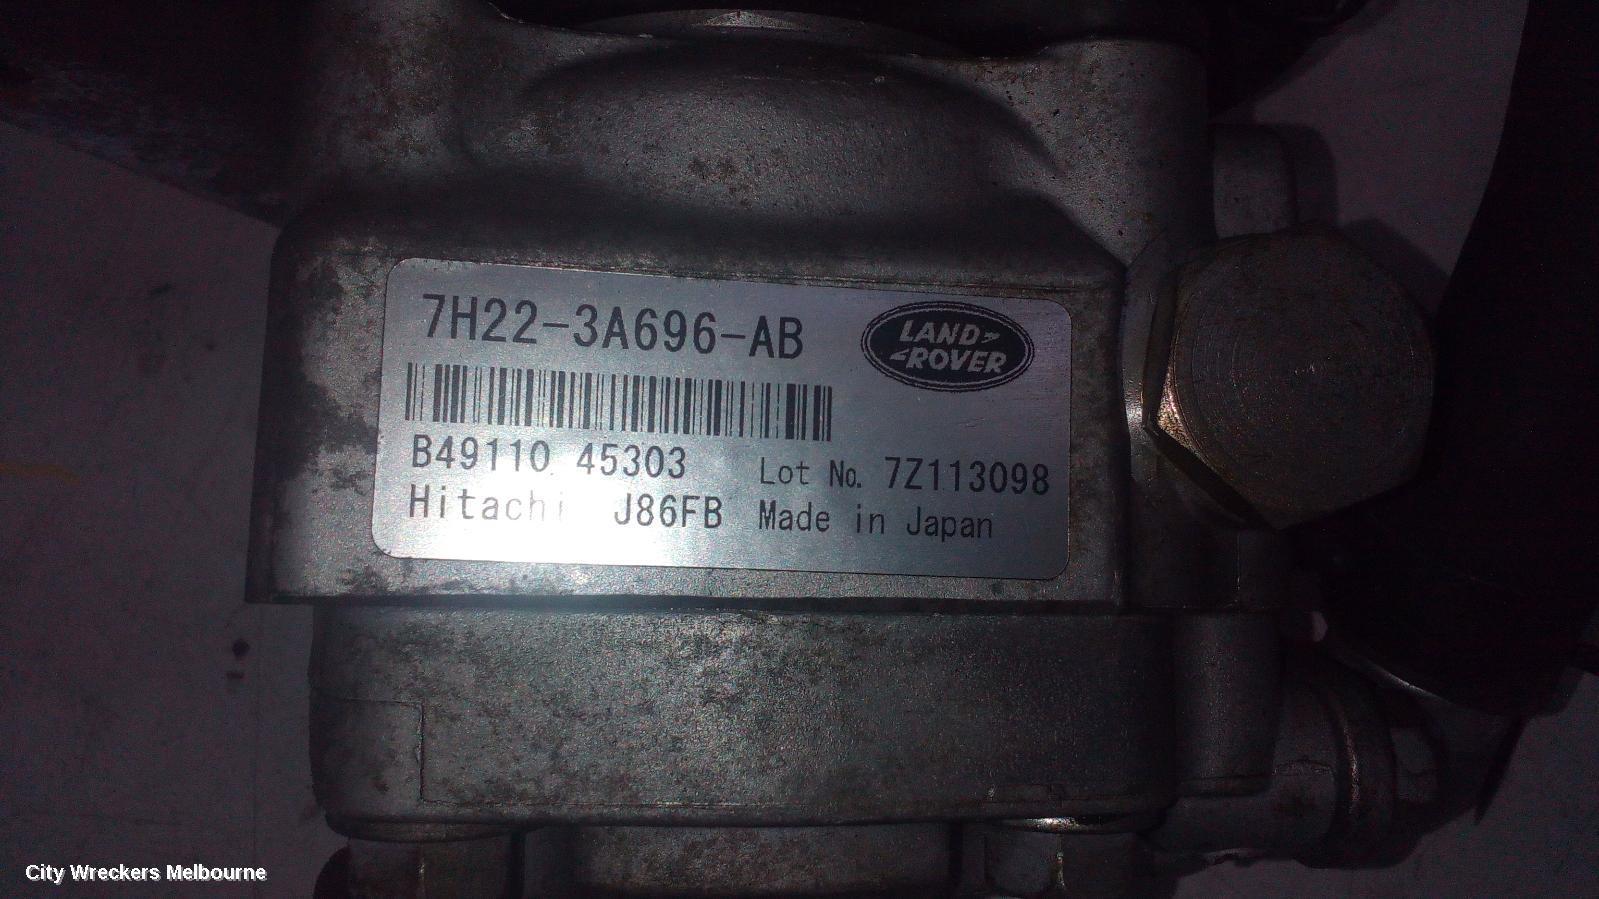 7H22-3A696-AB
LAND
ROVER
B49110 45303
Lot No. 7Z113098
Hitachi J86FB Made in Japan
City Wreckers Melbourne